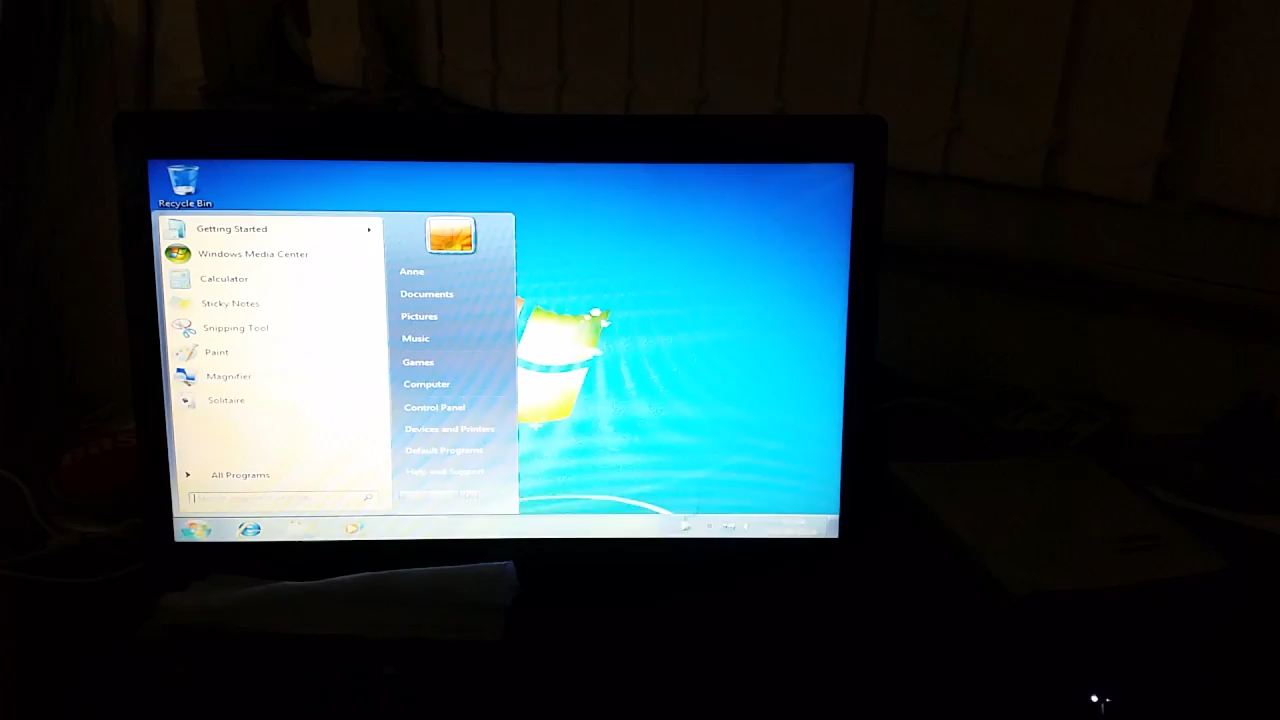 Recycle Bin
Getting Started
Windows Media Center
Calculator
Sticky Notes
Snipping Tool
Paint
Magnifier
Solitaire
All Programs
Anne
Documents
Pictures
Music
Games
Computer
Control Panel
Devices and Printers
Default Programs
Help and Support